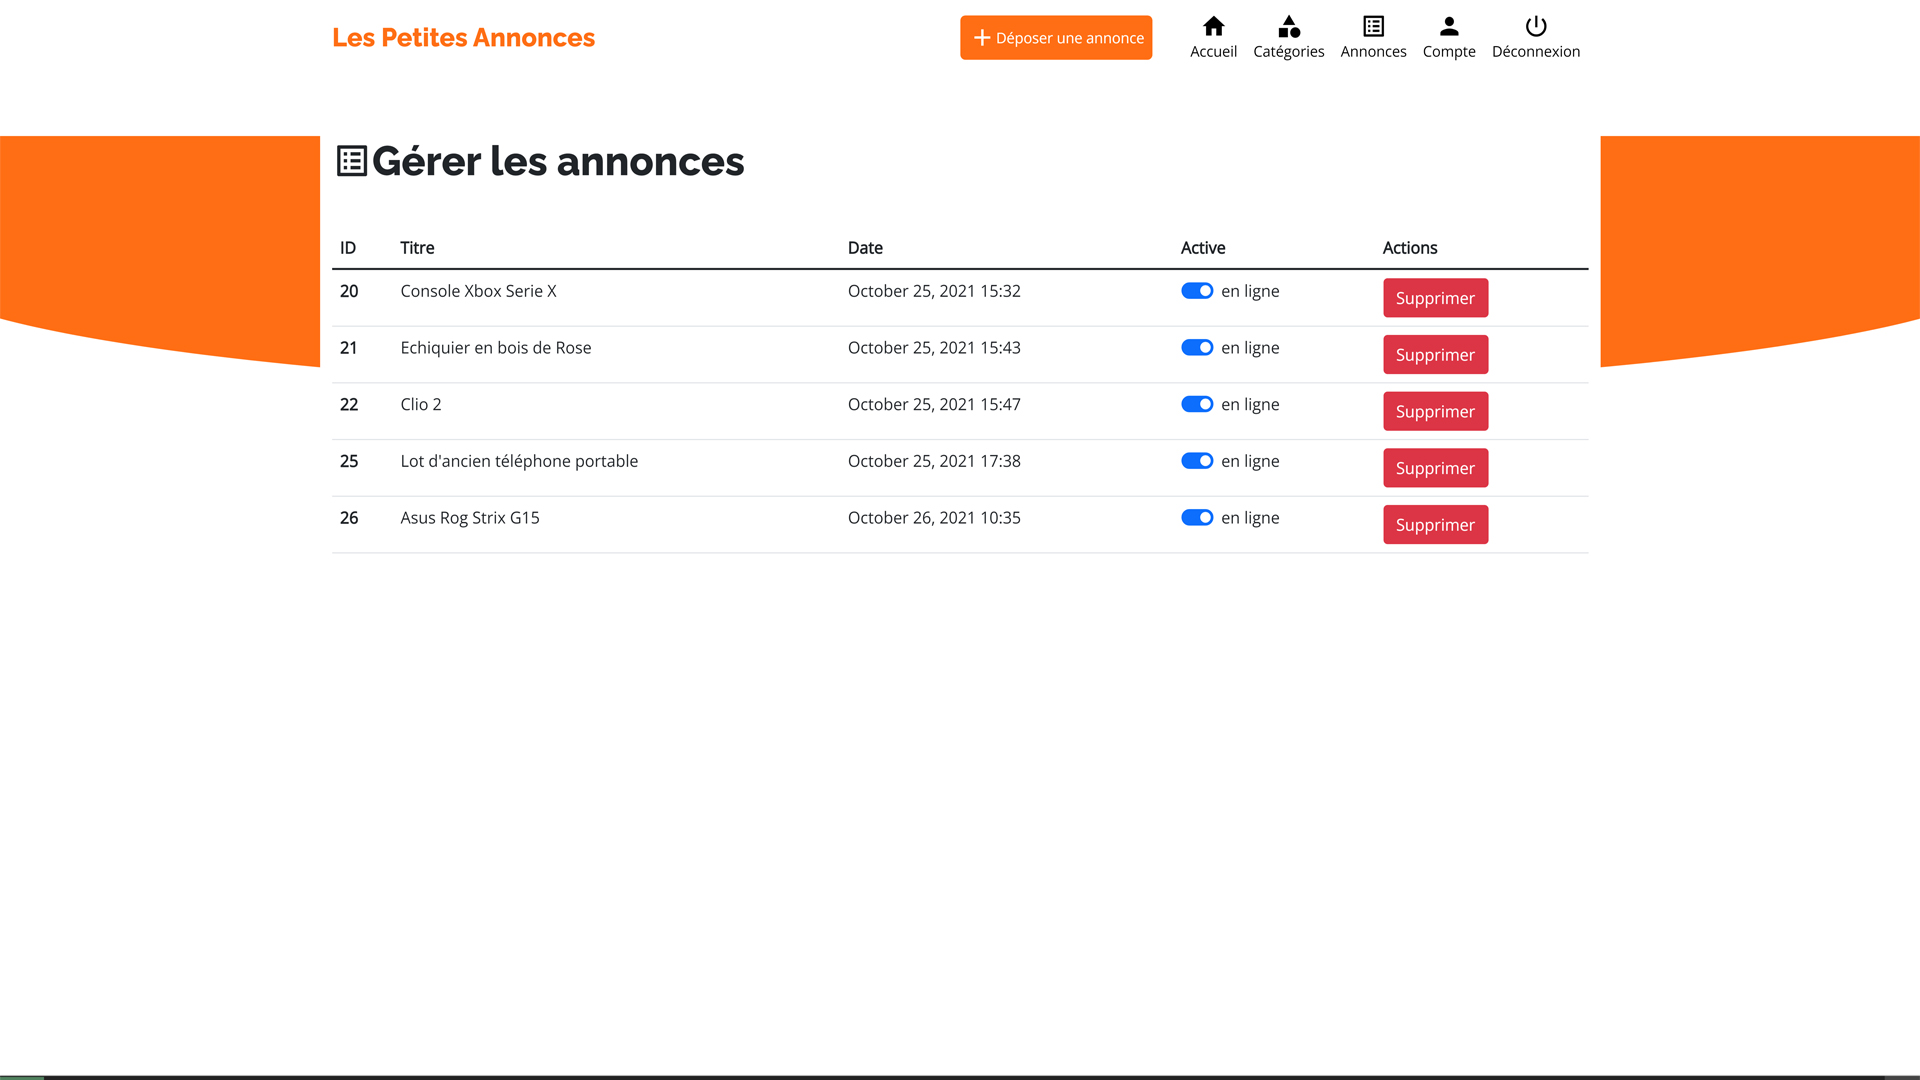 Les Petites Annonces
Déposer une annonce
Accueil
Catégories
Annonces
Compte
Déconnexion
Gérer les annonces
ID Titre Date Active Actions
20 Console Xbox Serie X October 25, 2021 15:32 en ligne Supprimer
21 Echiquier en bois de Rose October 25, 2021 15:43 en ligne Supprimer
22 Clio 2 October 25, 2021 15:47 en ligne Supprimer
25 Lot d'ancien téléphone portable October 25, 2021 17:38 en ligne Supprimer
26 Asus Rog Strix G15 October 26, 2021 10:35 en ligne Supprimer